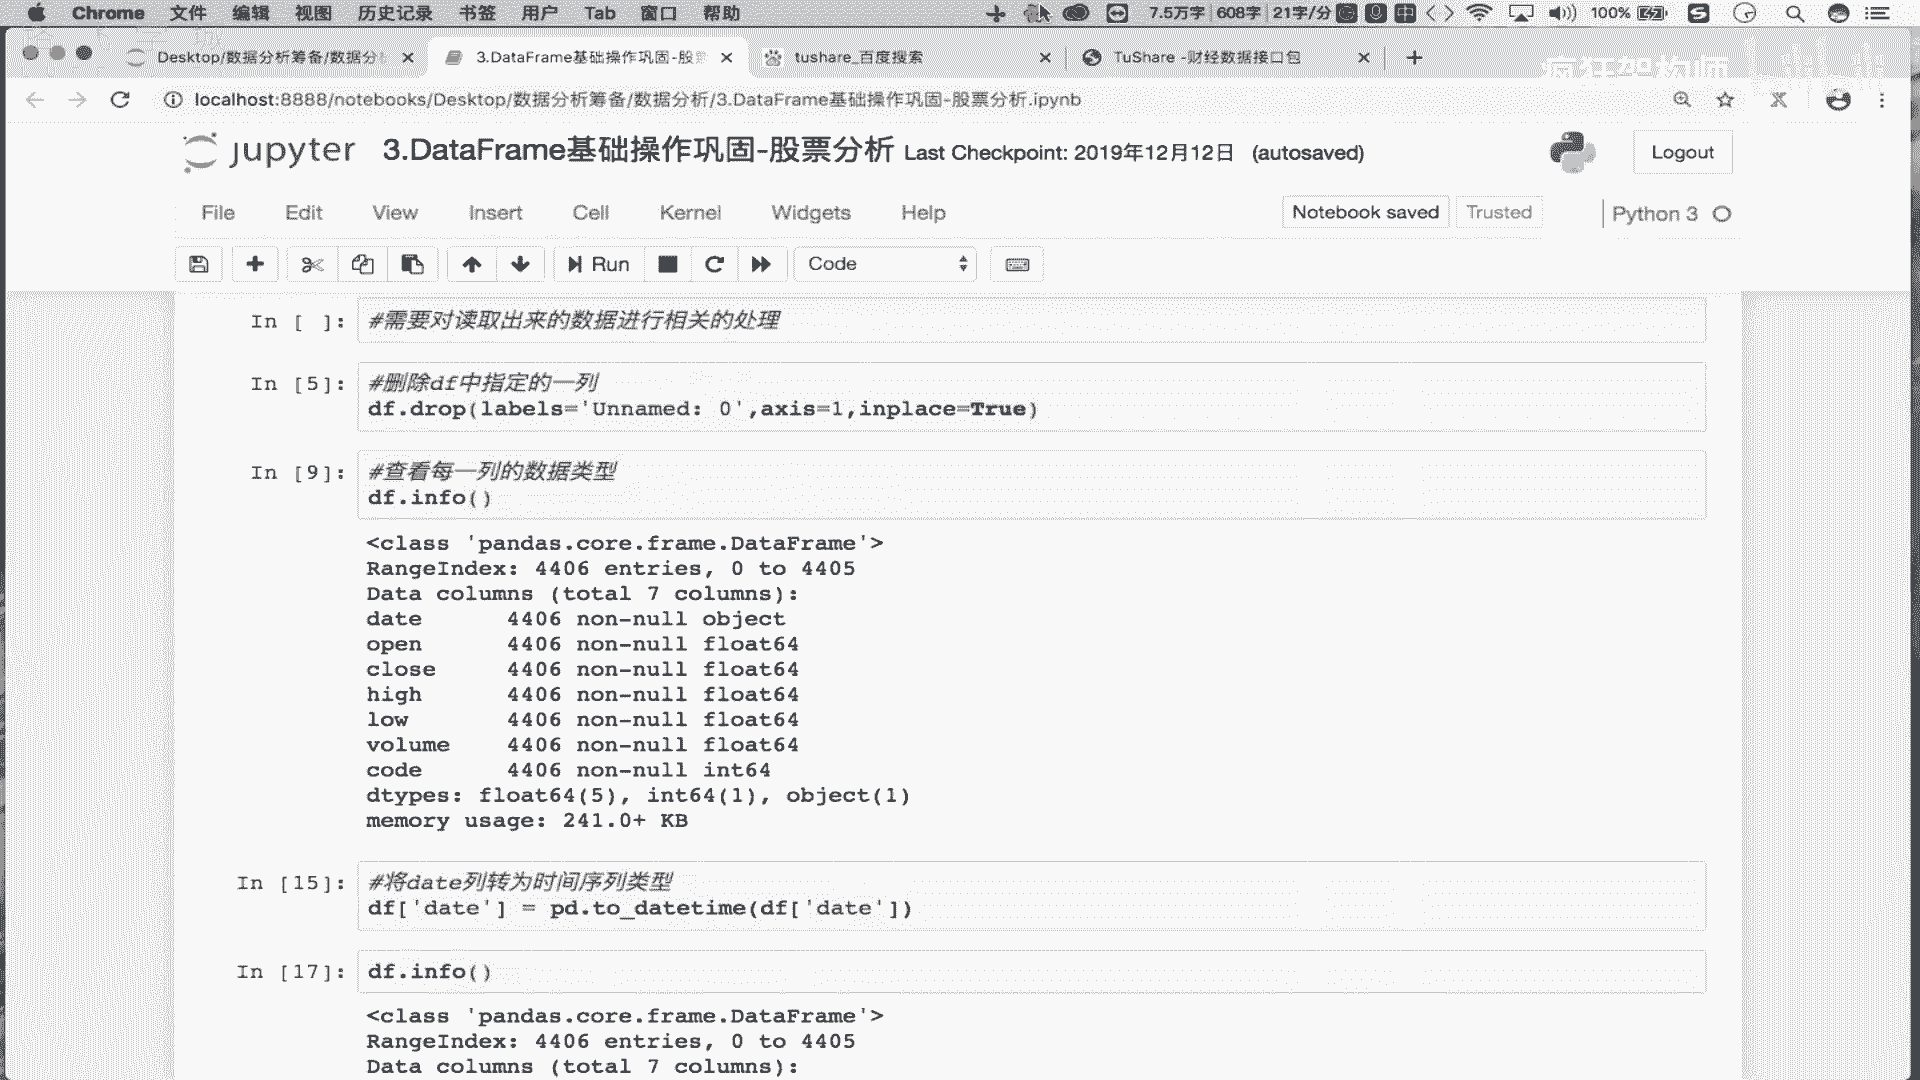 Chrome 文件 编辑 视图 历史记录 书签 用户 Tab 窗口 帮助 7.5万字 608字 21字/分 中 100%
Desktop/数据分析筹备/数据分 3.DataFrame基础操作巩固-股 tushare_百度搜索 TuShare -财经数据接口包
疯狂架构师
localhost:8888/notebooks/Desktop/数据分析筹备/数据分析/3.DataFrame基础操作巩固-股票分析.ipynb
jupyter 3.DataFrame基础操作巩固-股票分析 Last Checkpoint: 2019年12月12日 (autosaved) Logout
File Edit View Insert Cell Kernel Widgets Help Notebook saved Trusted Python 3
Run Code
In [ ]: #需要对读取出来的数据进行相关的处理
In [5]: #删除df中指定的一列
df.drop(labels='Unnamed: 0',axis=1,inplace=True)
In [9]: #查看每一列的数据类型
df.info()
<class 'pandas.core.frame.DataFrame'>
RangeIndex: 4406 entries, 0 to 4405
Data columns (total 7 columns):
date 4406 non-null object
open 4406 non-null float64
close 4406 non-null float64
high 4406 non-null float64
low 4406 non-null float64
volume 4406 non-null float64
code 4406 non-null int64
dtypes: float64(5), int64(1), object(1)
memory usage: 241.0+ KB
In [15]: #将date列转为时间序列类型
df['date'] = pd.to_datetime(df['date'])
In [17]: df.info()
<class 'pandas.core.frame.DataFrame'>
RangeIndex: 4406 entries, 0 to 4405
Data columns (total 7 columns):